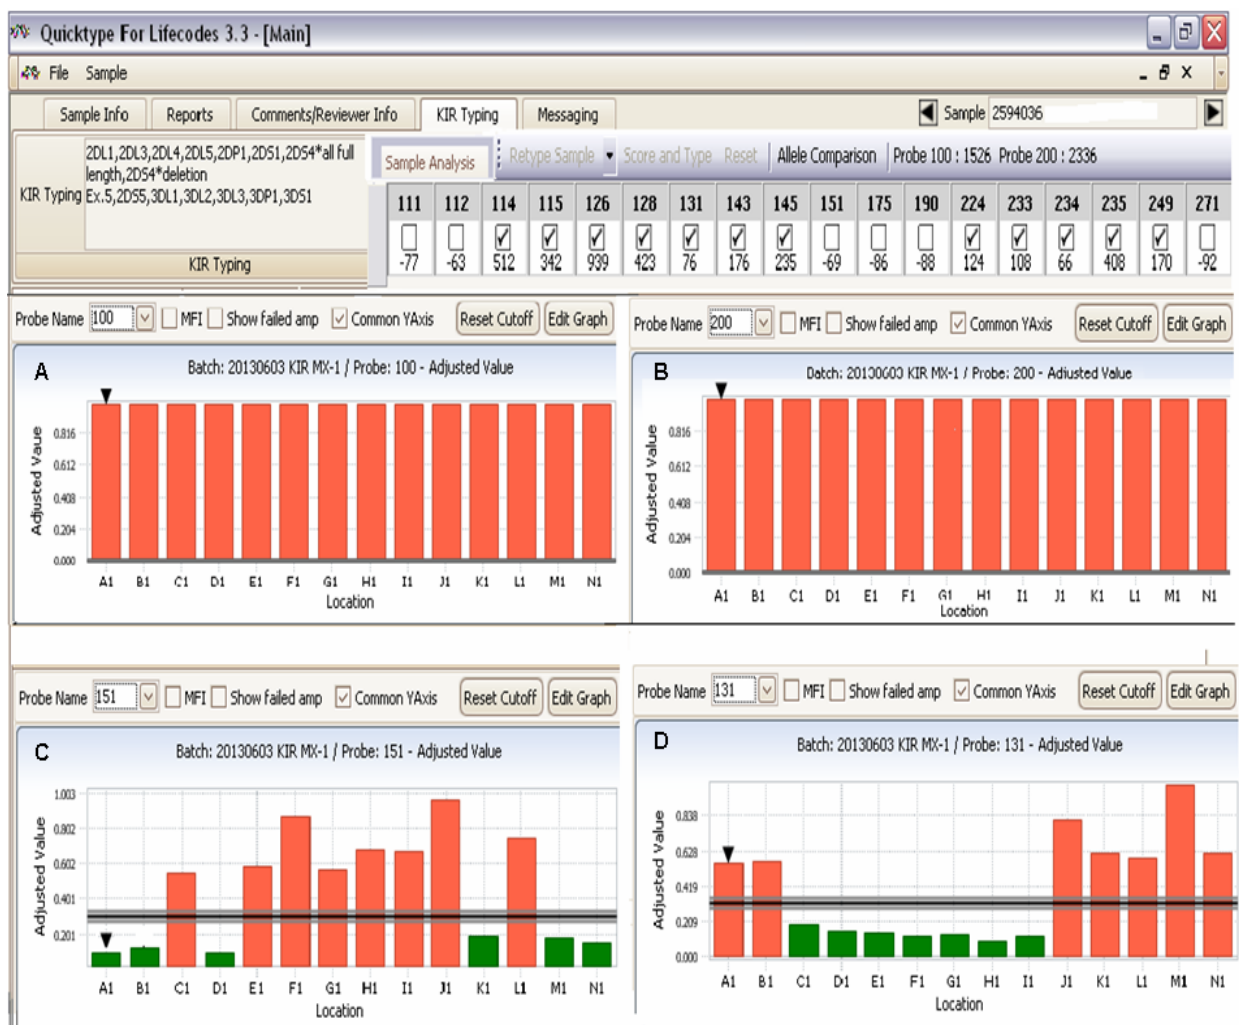 Quicktype For Lifecodes 3.3 - [Main]
File Sample
Sample Info Reports Comments/Reviewer Info KIR Typing Messaging Sample 2594036
KIR Typing
2DL1,2DL3,2DL4,2DL5,2DP1,2DS1,2DS4*all full
length,2DS4*deletion
Ex.5,2DS5,3DL1,3DL2,3DL3,3DP1,3DS1
KIR Typing
Sample Analysis Retype Sample Score and Type Reset Allele Comparison Probe 100 : 1526 Probe 200 : 2336
111 112 114 115 126 128 131 143 145 151 175 190 224 233 234 235 249 271
-77 -63 512 342 939 423 76 176 235 -69 -86 -88 124 108 66 408 170 -92
Probe Name 100 MFI Show failed amp Common YAxis Reset Cutoff Edit Graph
A
Batch: 20130603 KIR MX-1 / Probe: 100 - Adjusted Value
Adjusted Vaue
0.816
0.612
0.408
0.204
0.000
A1 B1 C1 D1 E1 F1 G1 H1 I1 J1 K1 L1 M1 N1
Location
Probe Name 200 MFI Show failed amp Common YAxis Reset Cutoff Edit Graph
B
Datch: 20130603 KIR MX-1 / Probe: 200 - Adjusted Value
Adjusted Value
0.816
0.612
0.408
0.204
0.000
A1 B1 C1 D1 E1 F1 G1 H1 I1 J1 K1 L1 M1 N1
Location
Probe Name 151 MFI Show failed amp Common YAxis Reset Cutoff Edit Graph
C
Batch: 20130603 KIR MX-1 / Probe: 151 - Adjusted Value
Adjusted Value
1.003
0.802
0.602
0.401
0.201
A1 B1 C1 D1 E1 F1 G1 H1 I1 J1 K1 L1 M1 N1
Location
Probe Name 131 MFI Show failed amp Common YAxis Reset Cutoff Edit Graph
D
Batch: 20130603 KIR MX-1 / Probe: 131 - Adjusted Value
Adjusted Value
0.838
0.628
0.419
0.209
0.000
A1 B1 C1 D1 E1 F1 G1 H1 I1 J1 K1 L1 M1 N1
Location